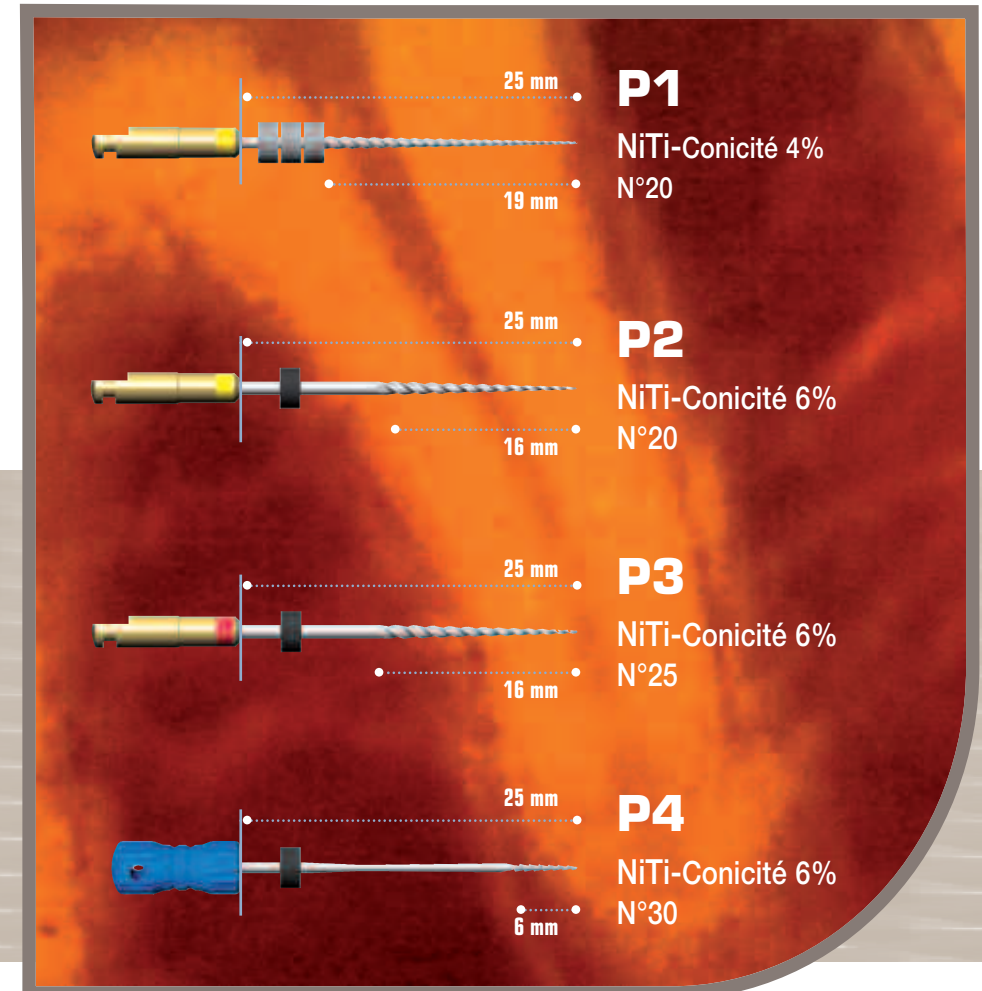 25 mm
P1
NiTi-Conicité 4%
N°20
19 mm
25 mm
P2
NiTi-Conicité 6%
N°20
16 mm
25 mm
P3
NiTi-Conicité 6%
N°25
16 mm
25 mm
P4
NiTi-Conicité 6%
N°30
6 mm